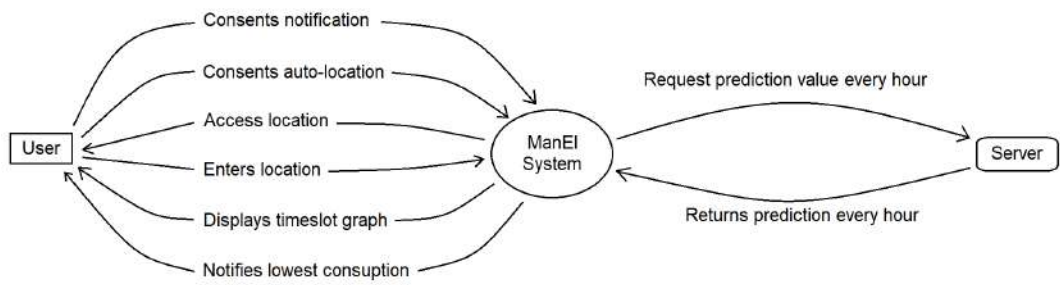 Consents notification
Consents auto-location
Request prediction value every hour
Access location
User
ManEI
System
Server
Enters location
Displays timeslot graph
Returns prediction every hour
Notifies lowest consuption